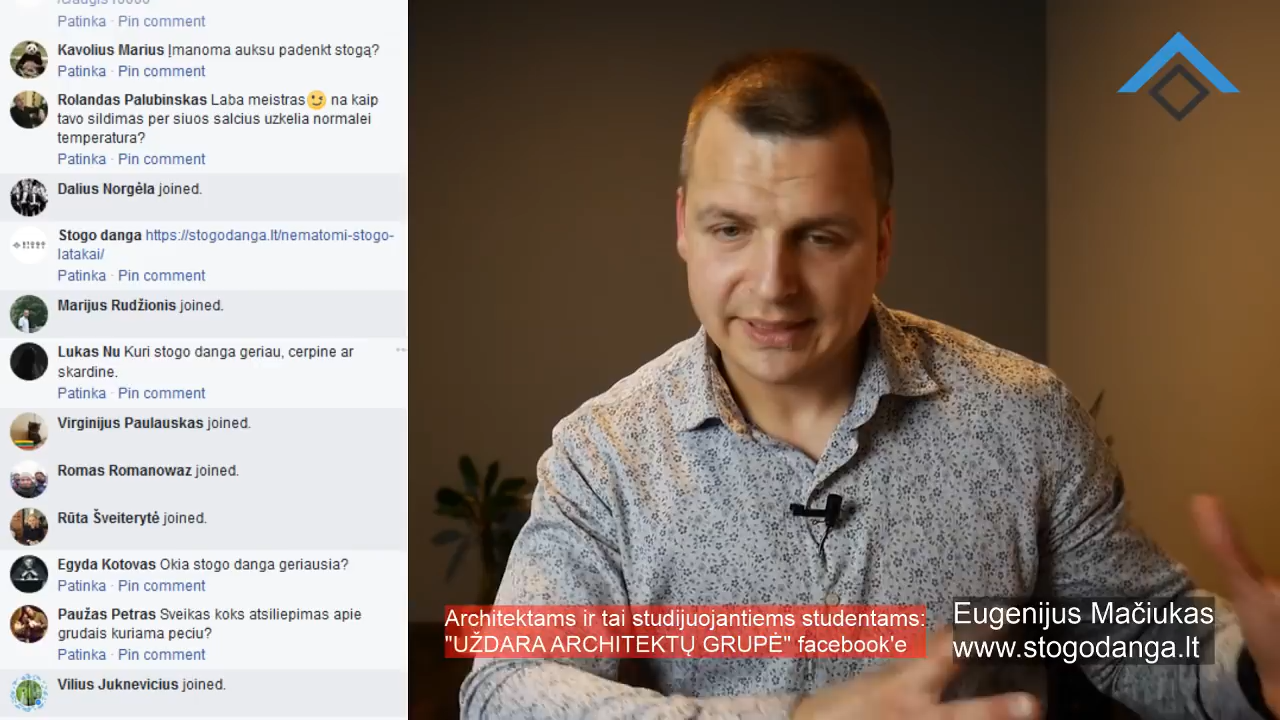 Patinka · Pin comment
Kavolius Marius Įmanoma auksu padenkt stogą?
Patinka · Pin comment
Rolandas Palubinskas Laba meistras😉 na kaip
tavo sildimas per siuos salcius uzkelia normalei
temperatura?
Patinka · Pin comment
Dalius Norgėla joined.
Stogo danga https://stogodanga.lt/nematomi-stogo-
latakai/
Patinka · Pin comment
Marijus Rudžionis joined.
Lukas Nu Kuri stogo danga geriau, cerpine ar
skardine.
Patinka · Pin comment
Virginijus Paulauskas joined.
Romas Romanowaz joined.
Rūta Šveiterytė joined.
Egyda Kotovas Okia stogo danga geriausia?
Patinka · Pin comment
Paužas Petras Sveikas koks atsiliepimas apie
grudais kuriama peciu?
Patinka · Pin comment
Vilius Juknevicius joined.
Architektams ir tai studijuojantiems studentams:
"UŽDARA ARCHITEKTŲ GRUPĖ" facebook'e
Eugenijus Mačiukas
www.stogodanga.lt